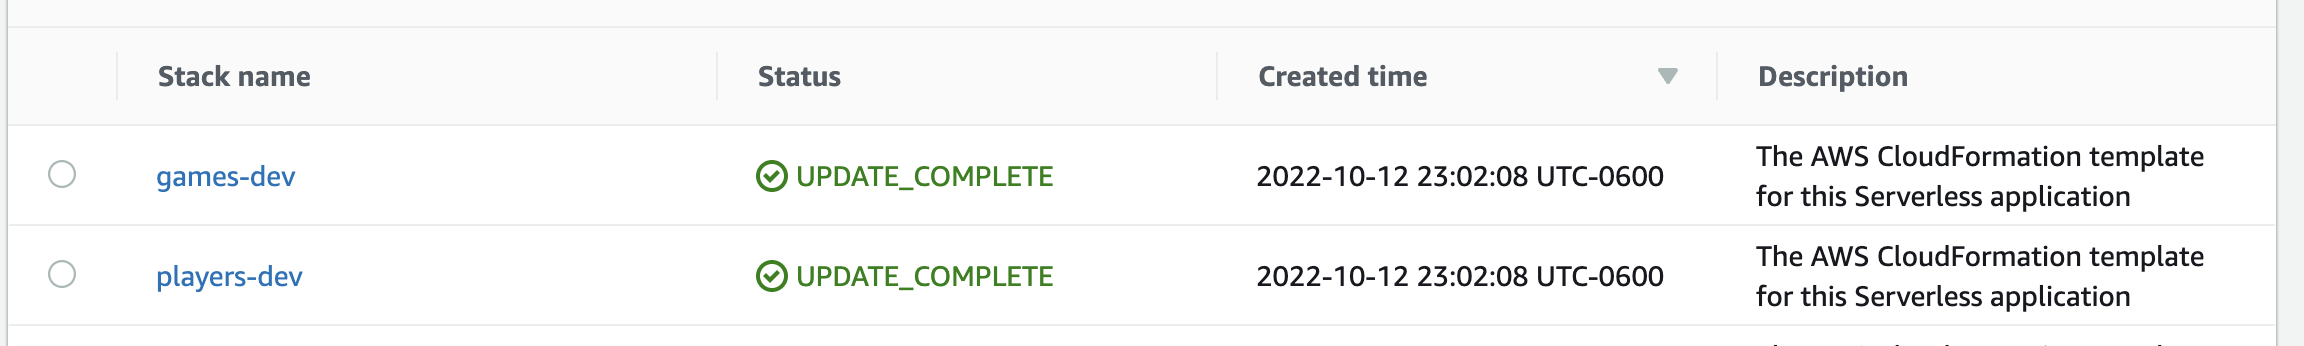 Stack name Status Created time Description
games-dev UPDATE_COMPLETE 2022-10-12 23:02:08 UTC-0600 The AWS CloudFormation template
for this Serverless application
players-dev UPDATE_COMPLETE 2022-10-12 23:02:08 UTC-0600 The AWS CloudFormation template
for this Serverless application